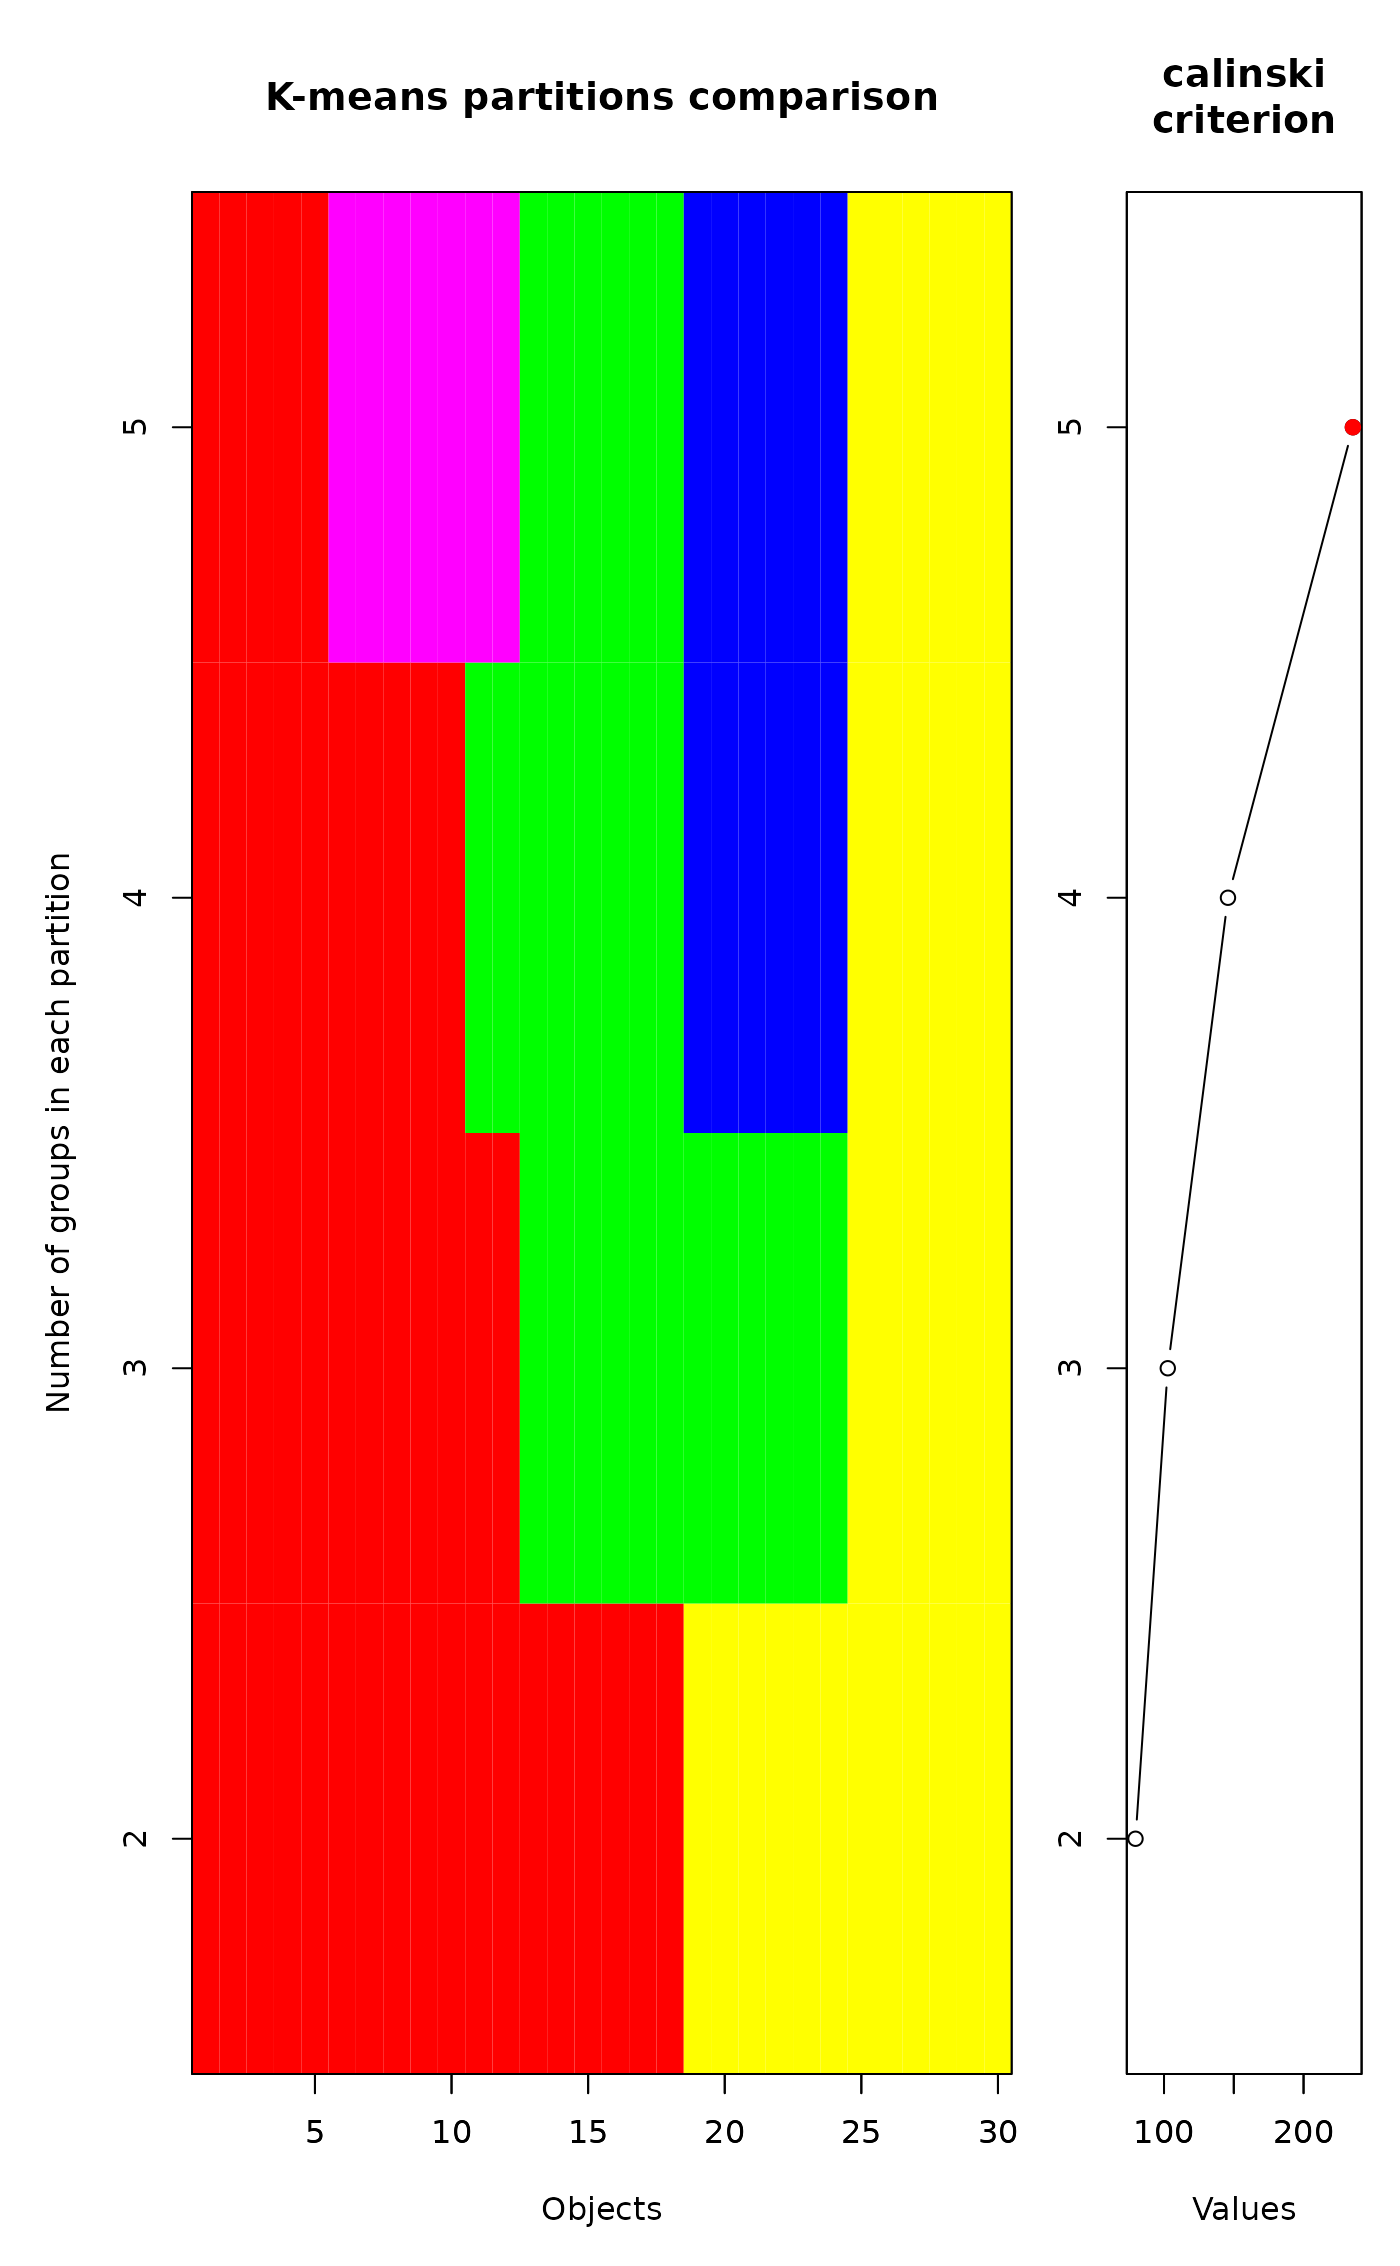 K-means partitions comparison
calinski
criterion
Number of groups in each partition
5
4
3
2
5 10 15 20 25 30
Objects
5
4
3
2
100 200
Values